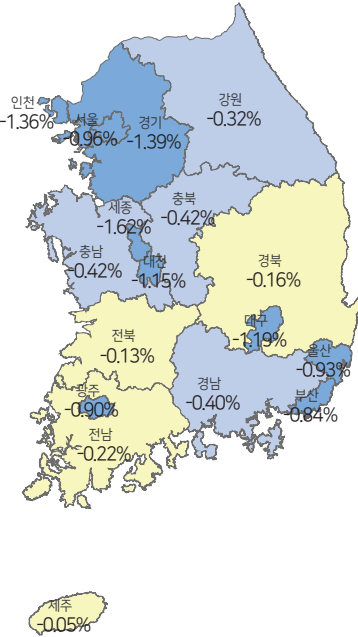 강원
-0.32%
인천
-1.36%
서울
-0.96%
경기
-1.39%
충북
-0.42%
세종
-1.62%
충남
-0.42%
대전
-1.15%
경북
-0.16%
대구
-1.19%
전북
-0.13%
울산
-0.93%
경남
-0.40%
부산
-0.84%
광주
-0.90%
전남
-0.22%
제주
-0.05%